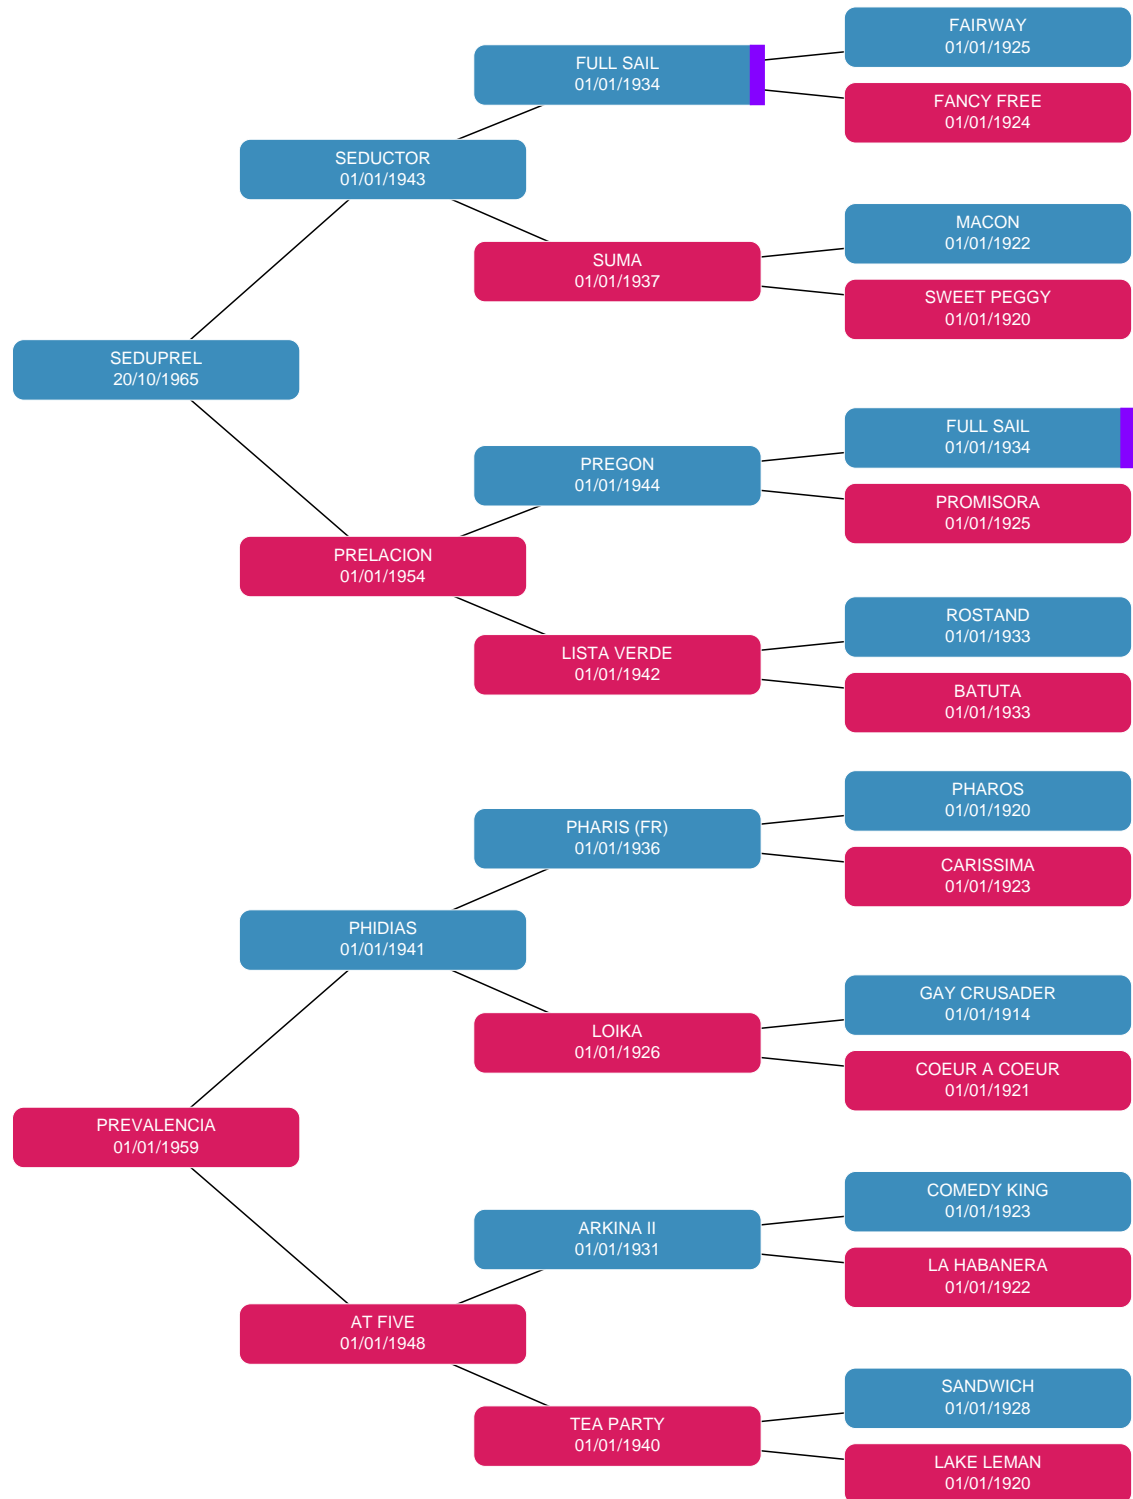 FAIRWAY
01/01/1925
FULL SAIL
01/01/1934
FANCY FREE
01/01/1924
SEDUCTOR
01/01/1943
MACON
01/01/1922
SUMA
01/01/1937
SWEET PEGGY
01/01/1920
SEDUPREL
20/10/1965
FULL SAIL
01/01/1934
PREGON
01/01/1944
PROMISORA
01/01/1925
PRELACION
01/01/1954
ROSTAND
01/01/1933
LISTA VERDE
01/01/1942
BATUTA
01/01/1933
PHAROS
01/01/1920
PHARIS (FR)
01/01/1936
CARISSIMA
01/01/1923
PHIDIAS
01/01/1941
GAY CRUSADER
01/01/1914
LOIKA
01/01/1926
COEUR A COEUR
01/01/1921
PREVALENCIA
01/01/1959
COMEDY KING
01/01/1923
ARKINA II
01/01/1931
LA HABANERA
01/01/1922
AT FIVE
01/01/1948
SANDWICH
01/01/1928
TEA PARTY
01/01/1940
LAKE LEMAN
01/01/1920